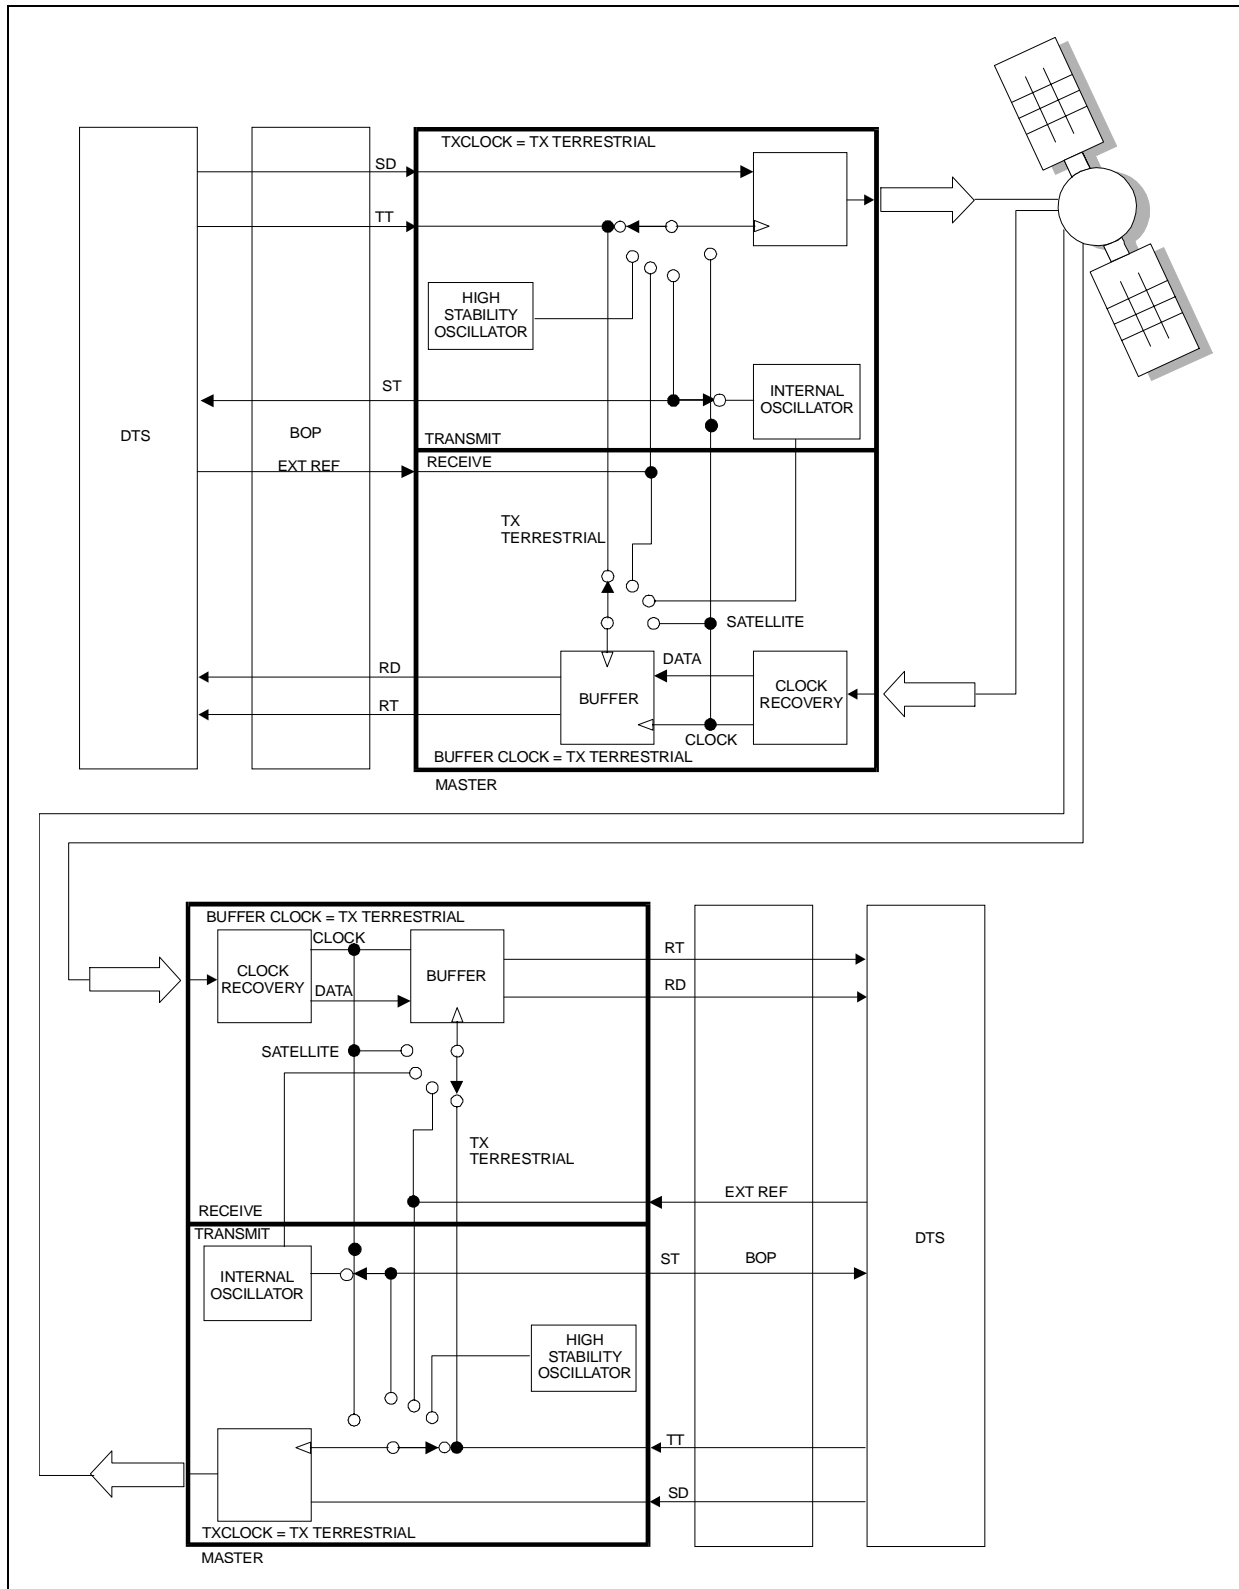 TXCLOCK = TX TERRESTRIAL
SD
TT
HIGH
STABILITY
OSCILLATOR
ST
INTERNAL
OSCILLATOR
DTS
BOP
TRANSMIT
EXT REF
RECEIVE
TX
TERRESTRIAL
SATELLITE
RD
DATA
CLOCK
RECOVERY
BUFFER
RT
CLOCK
BUFFER CLOCK = TX TERRESTRIAL
MASTER
BUFFER CLOCK = TX TERRESTRIAL
CLOCK
RT
CLOCK
RECOVERY
BUFFER
DATA
RD
SATELLITE
TX
TERRESTRIAL
EXT REF
RECEIVE
TRANSMIT
DTS
ST
BOP
INTERNAL
OSCILLATOR
HIGH
STABILITY
OSCILLATOR
TT
SD
TXCLOCK = TX TERRESTRIAL
MASTER